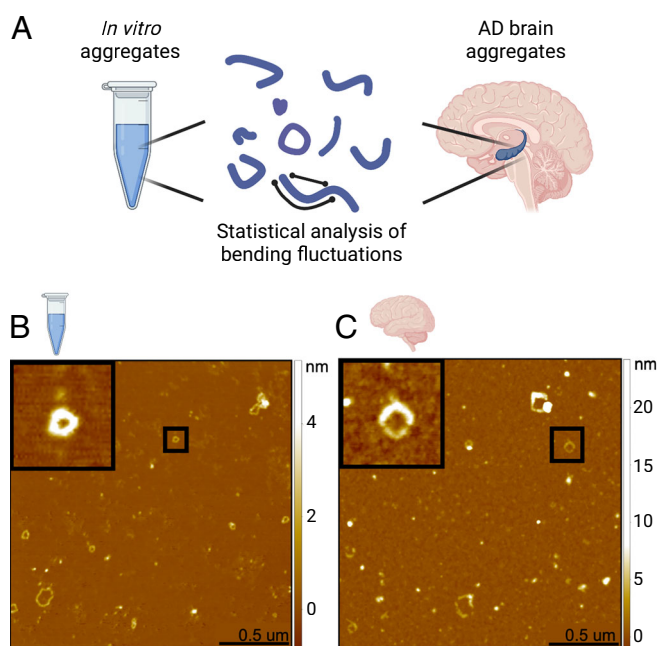 A
In vitro
aggregates
AD brain
aggregates
Statistical analysis of
bending fluctuations
B
nm
4
2
0
0.5 um
C
nm
20
15
10
5
0
0.5 um